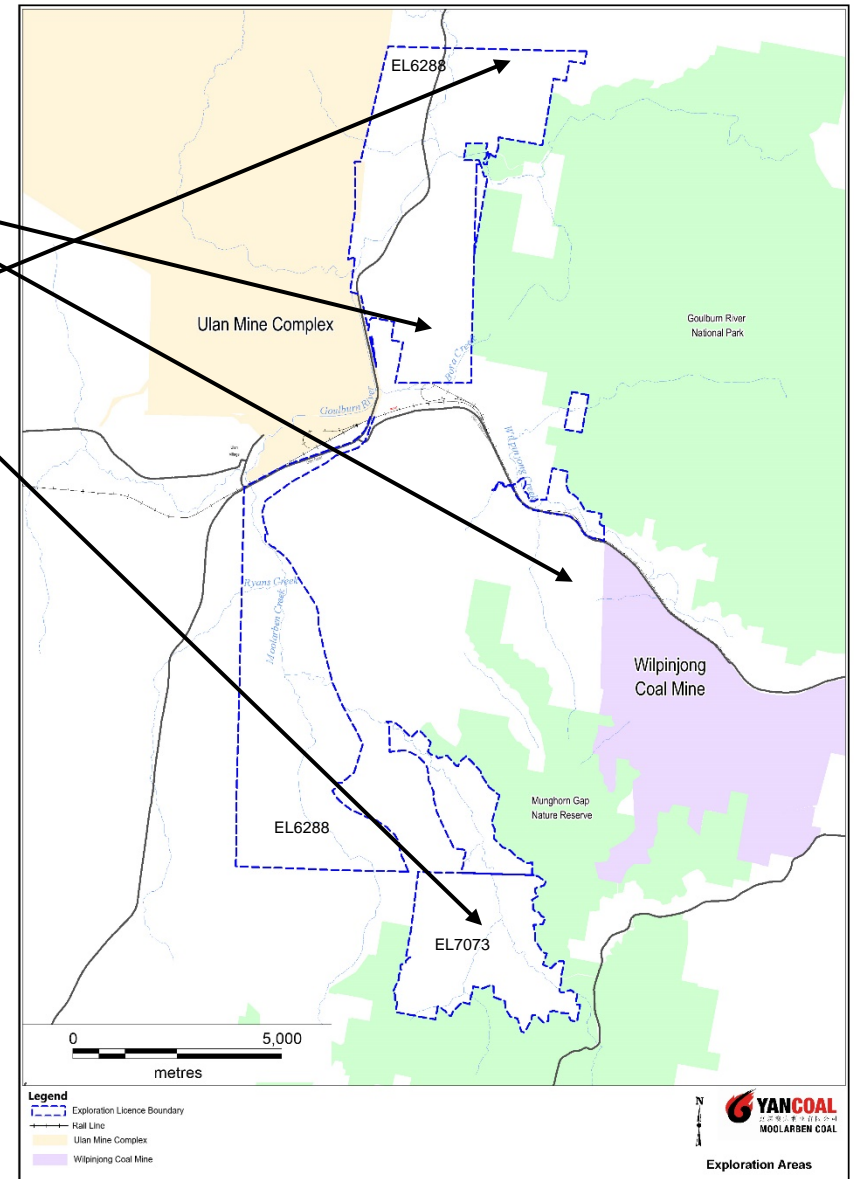 EL6288
Ulan Mine Complex
Goulburn River
National Park
Goulburn River
Wilpinjong Creek
Ryans Creek
Moolarben Creek
Wilpinjong
Coal Mine
Munghorn Gap
Nature Reserve
EL6288
EL7073
0 5,000
metres
Legend
Exploration Licence Boundary
Rail Line
Ulan Mine Complex
Wilpinjong Coal Mine
N
YANCOAL
MOOLARBEN COAL
Exploration Areas